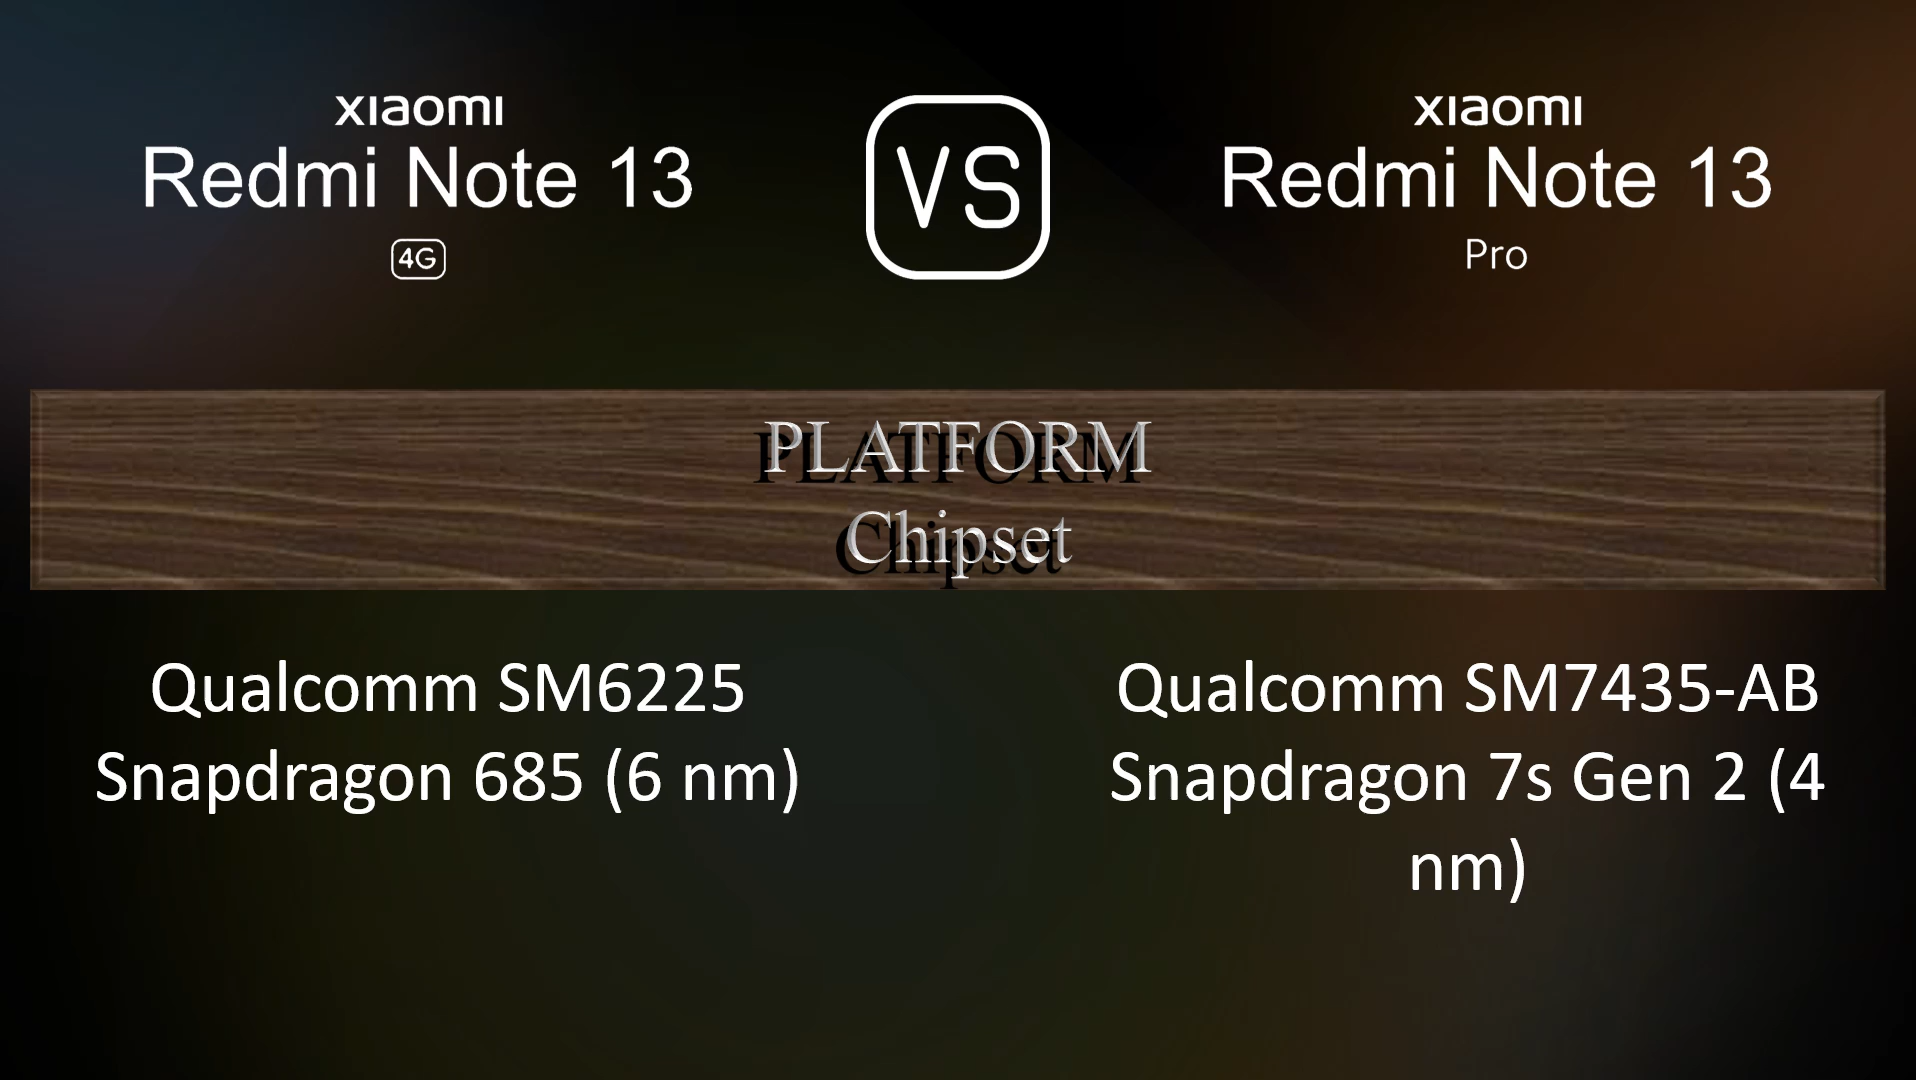 xiaomi
Redmi Note 13
4G
VS
xiaomi
Redmi Note 13
Pro
PLATFORM
Chipset
Qualcomm SM6225
Snapdragon 685 (6 nm)
Qualcomm SM7435-AB
Snapdragon 7s Gen 2 (4
nm)